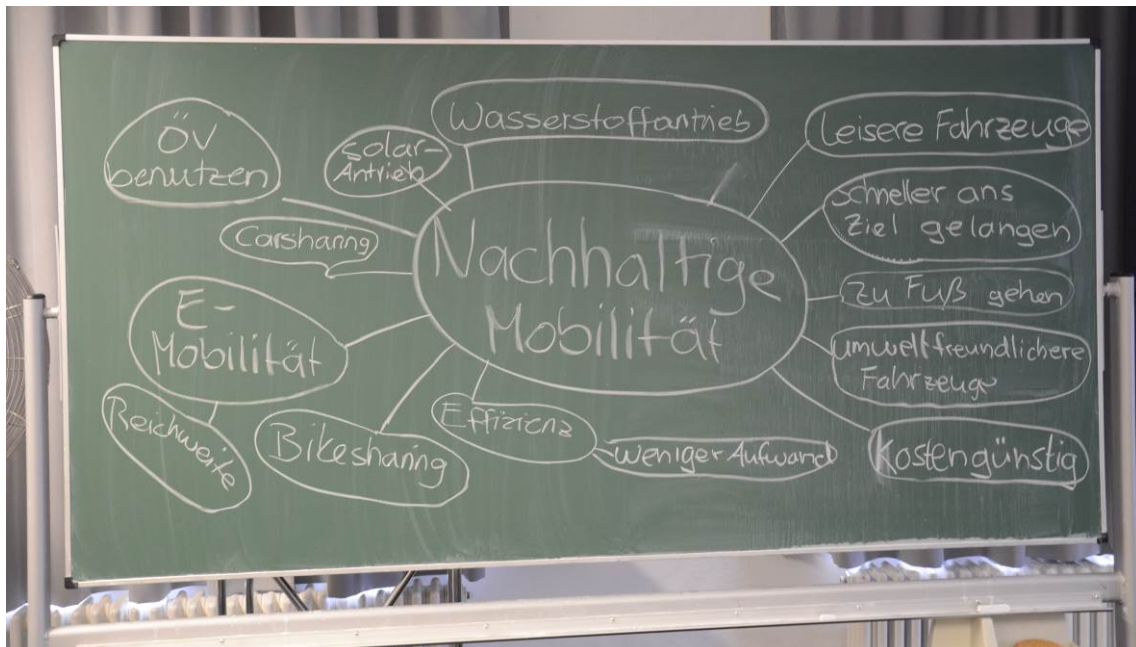 Wasserstoffantrieb
Leisere Fahrzeuge
ÖV
benutzen
Solar-
Antrieb
schneller ans
Ziel gelangen
Carsharing
Nachhaltige
Mobilität
zu Fuß gehen
E-
Mobilität
umweltfreundlichere
Fahrzeuge
Reichweite
Bikesharing
Effizienz
weniger Aufwand
Kostengünstig